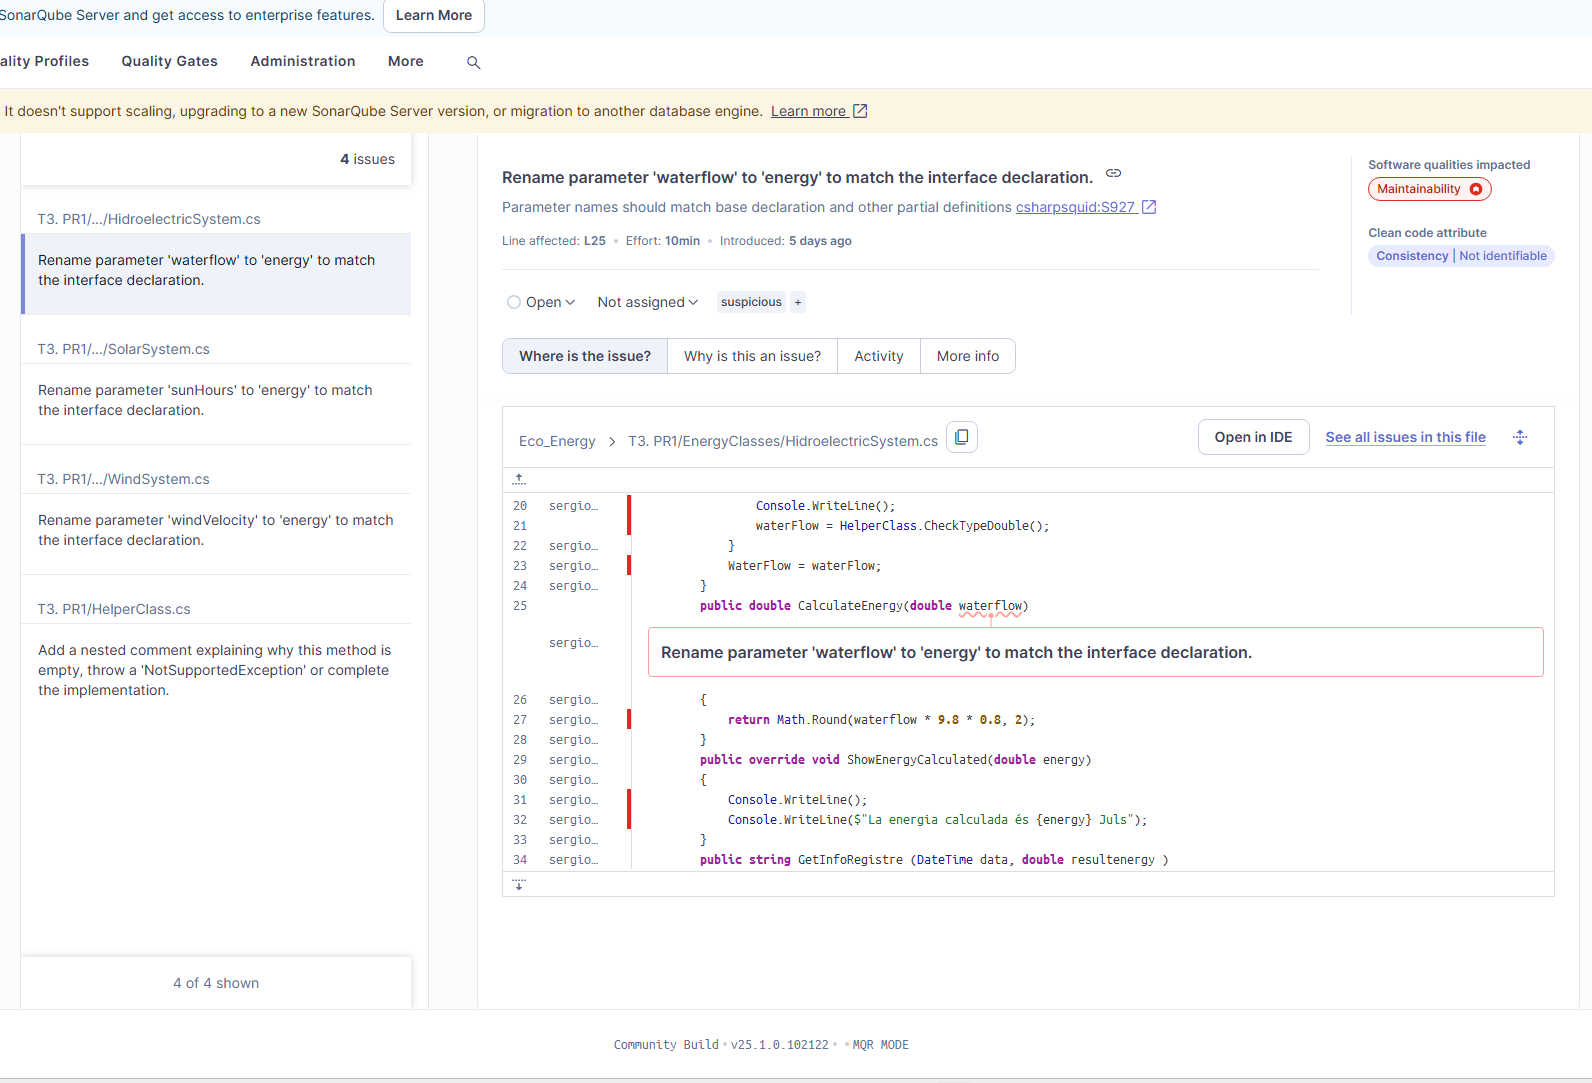 SonarQube Server and get access to enterprise features. Learn More
ality Profiles Quality Gates Administration More
It doesn't support scaling, upgrading to a new SonarQube Server version, or migration to another database engine. Learn more
4 issues
T3. PR1/.../HidroelectricSystem.cs
Rename parameter 'waterflow' to 'energy' to match
the interface declaration.
T3. PR1/.../SolarSystem.cs
Rename parameter 'sunHours' to 'energy' to match
the interface declaration.
T3. PR1/.../WindSystem.cs
Rename parameter 'windVelocity' to 'energy' to match
the interface declaration.
T3. PR1/HelperClass.cs
Add a nested comment explaining why this method is
empty, throw a 'NotSupportedException' or complete
the implementation.
4 of 4 shown
Rename parameter 'waterflow' to 'energy' to match the interface declaration.
Parameter names should match base declaration and other partial definitions csharpsquid:S927
Line affected: L25 • Effort: 10min • Introduced: 5 days ago
Software qualities impacted
Maintainability
Clean code attribute
Consistency | Not identifiable
Open Not assigned suspicious +
Where is the issue? Why is this an issue? Activity More info
Eco_Energy > T3. PR1/EnergyClasses/HidroelectricSystem.cs Open in IDE See all issues in this file
20 sergio… Console.WriteLine();
21 waterFlow = HelperClass.CheckTypeDouble();
22 sergio… }
23 sergio… WaterFlow = waterFlow;
24 sergio… }
25 public double CalculateEnergy(double waterflow)
sergio… Rename parameter 'waterflow' to 'energy' to match the interface declaration.
26 sergio… {
27 sergio… return Math.Round(waterflow * 9.8 * 0.8, 2);
28 sergio… }
29 sergio… public override void ShowEnergyCalculated(double energy)
30 sergio… {
31 sergio… Console.WriteLine();
32 sergio… Console.WriteLine($"La energia calculada és {energy} Juls");
33 sergio… }
34 sergio… public string GetInfoRegistre (DateTime data, double resultenergy )
Community Build • v25.1.0.102122 • • MQR MODE